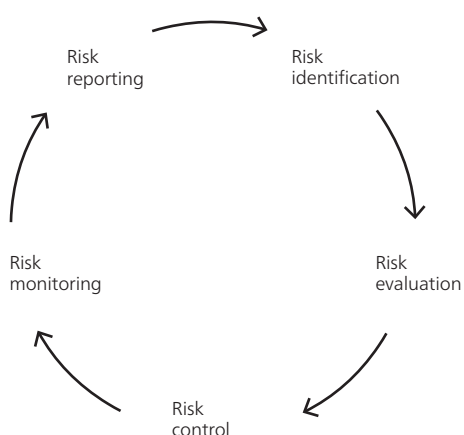 Risk
reporting
Risk
identification
Risk
evaluation
Risk
control
Risk
monitoring